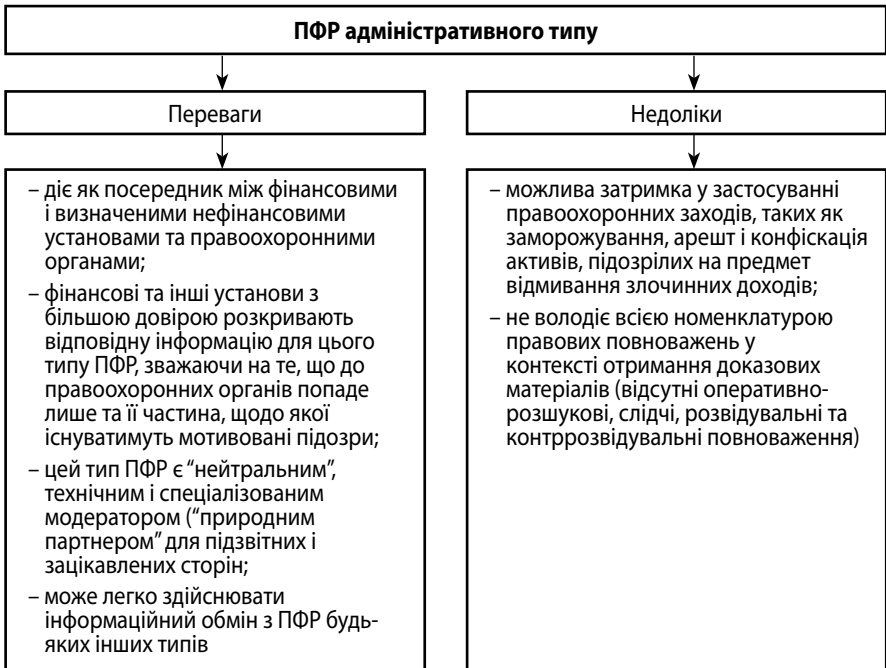 ПФР адміністративного типу
Переваги
– діє як посередник між фінансовими
і визначеними нефінансовими
установами та правоохоронними
органами;
– фінансові та інші установи з
більшою довірою розкривають
відповідну інформацію для цього
типу ПФР, зважаючи на те, що до
правоохоронних органів попаде
лише та її частина, щодо якої
існуватимуть мотивовані підозри;
– цей тип ПФР є “нейтральним”,
технічним і спеціалізованим
модератором (“природним
партнером” для підзвітних і
зацікавлених сторін;
– може легко здійснювати
інформаційний обмін з ПФР будь-
яких інших типів
Недоліки
– можлива затримка у застосуванні
правоохоронних заходів, таких як
заморожування, арешт і конфіскація
активів, підозрілих на предмет
відмивання злочинних доходів;
– не володіє всією номенклатурою
правових повноважень у
контексті отримання доказових
матеріалів (відсутні оперативно-
розшукові, слідчі, розвідувальні та
контррозвідувальні повноваження)